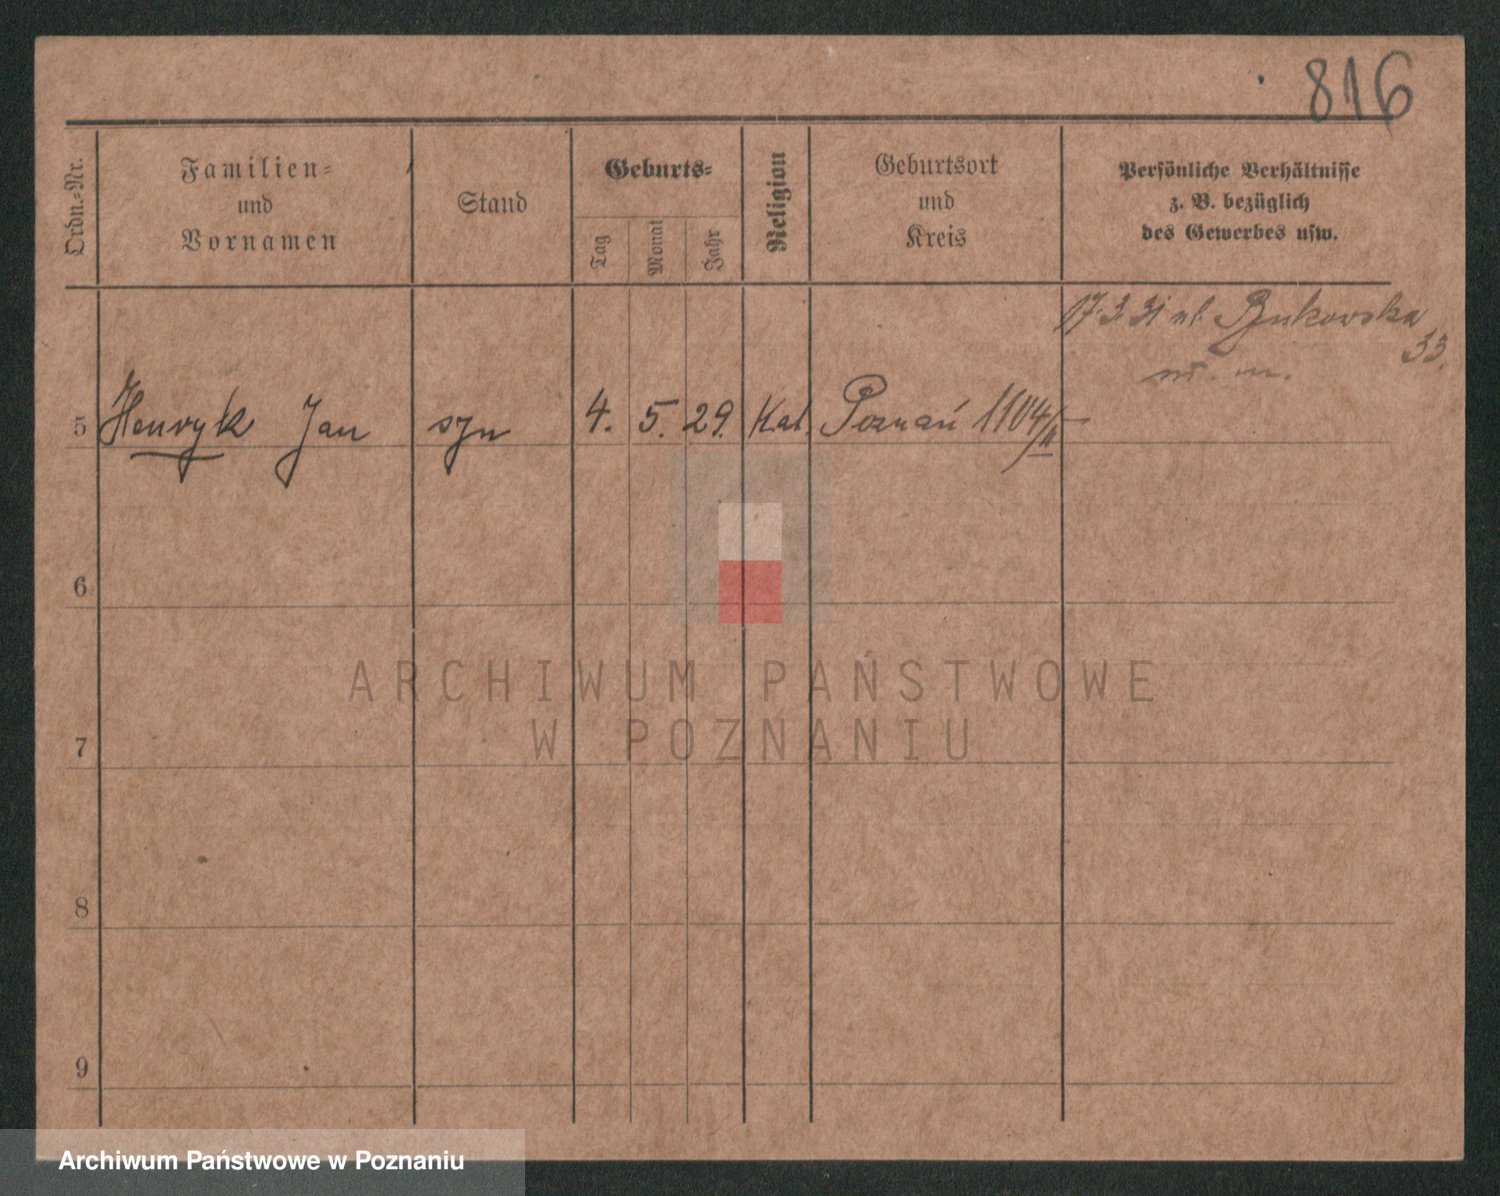 816
Ordn.-Nr.
Familien-
und
Vornamen
Stand
Geburts-
Tag
Monat
Jahr
Religion
Geburtsort
und
Kreis
Persönliche Verhältnisse
z. B. bezüglich
des Gewerbes usw.
17.3.31 ul. Bukowska
33.
5 Henryk Jan syn 4. 5. 29. Kat. Poznań 1104/II
6
7
8
9
ARCHIWUM PAŃSTWOWE
W POZNANIU
Archiwum Państwowe w Poznaniu